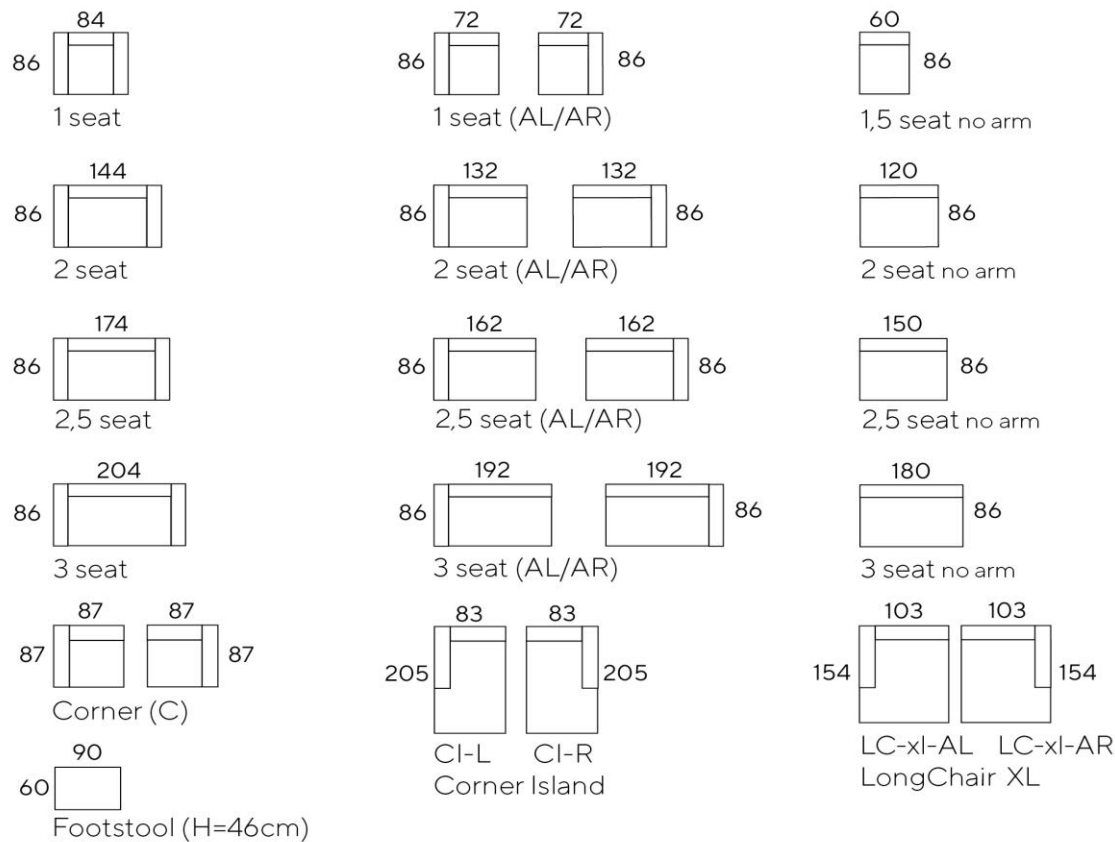 84
86
1 seat
72 72
86 86
1 seat (AL/AR)
60
86
1,5 seat no arm
144
86
2 seat
132 132
86 86
2 seat (AL/AR)
120
86
2 seat no arm
174
86
2,5 seat
162 162
86 86
2,5 seat (AL/AR)
150
86
2,5 seat no arm
204
86
3 seat
192 192
86 86
3 seat (AL/AR)
180
86
3 seat no arm
87 87
87 87
Corner (C)
83 83
205 205
CI-L CI-R
Corner Island
103 103
154 154
LC-xl-AL LC-xl-AR
LongChair XL
90
60
Footstool (H=46cm)